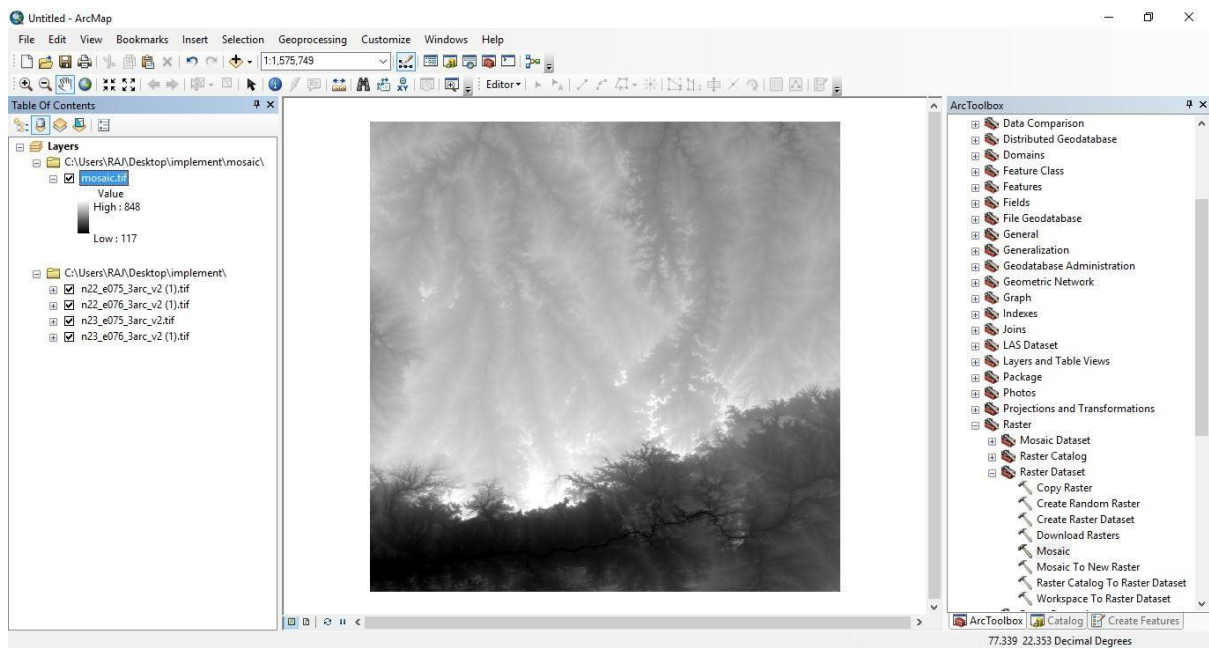 Untitled - ArcMap
File Edit View Bookmarks Insert Selection Geoprocessing Customize Windows Help
1:1,575,749
Editor
Table Of Contents
Layers
C:\Users\RAJ\Desktop\implement\mosaic\
mosaic.tif
Value
High : 848
Low : 117
C:\Users\RAJ\Desktop\implement\
n22_e075_3arc_v2 (1).tif
n22_e076_3arc_v2 (1).tif
n23_e075_3arc_v2.tif
n23_e076_3arc_v2 (1).tif
ArcToolbox
Data Comparison
Distributed Geodatabase
Domains
Feature Class
Features
Fields
File Geodatabase
General
Generalization
Geodatabase Administration
Geometric Network
Graph
Indexes
Joins
LAS Dataset
Layers and Table Views
Package
Photos
Projections and Transformations
Raster
Mosaic Dataset
Raster Catalog
Raster Dataset
Copy Raster
Create Random Raster
Create Raster Dataset
Download Rasters
Mosaic
Mosaic To New Raster
Raster Catalog To Raster Dataset
Workspace To Raster Dataset
ArcToolbox Catalog Create Features
77.339 22.353 Decimal Degrees